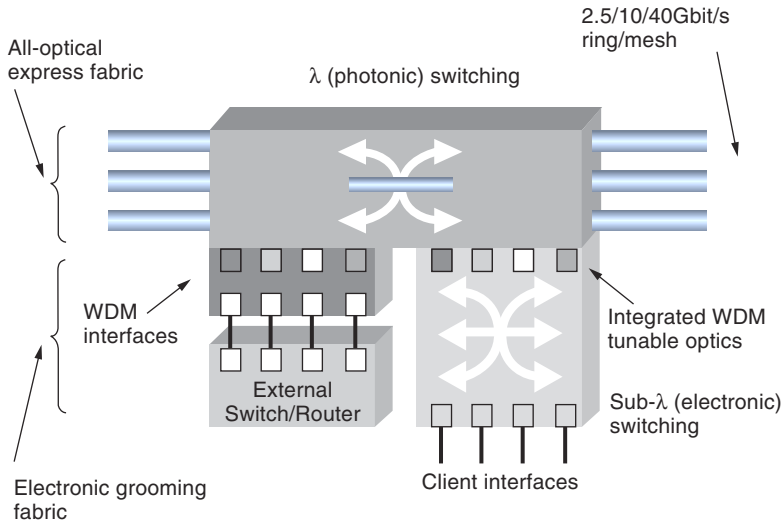 2.5/10/40Gbit/s
ring/mesh
All-optical
express fabric
λ (photonic) switching
WDM
interfaces
Integrated WDM
tunable optics
External
Switch/Router
Sub-λ (electronic)
switching
Client interfaces
Electronic grooming
fabric